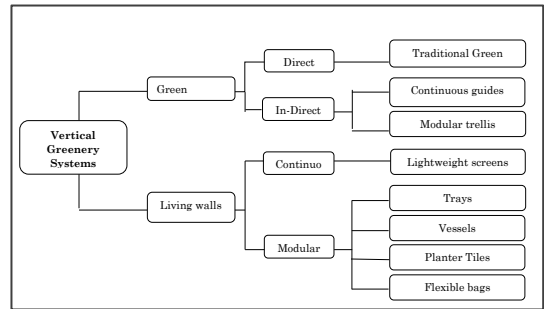 Vertical
Greenery
Systems
Green
Direct
Traditional Green
In-Direct
Continuous guides
Modular trellis
Living walls
Continuo
Lightweight screens
Modular
Trays
Vessels
Planter Tiles
Flexible bags